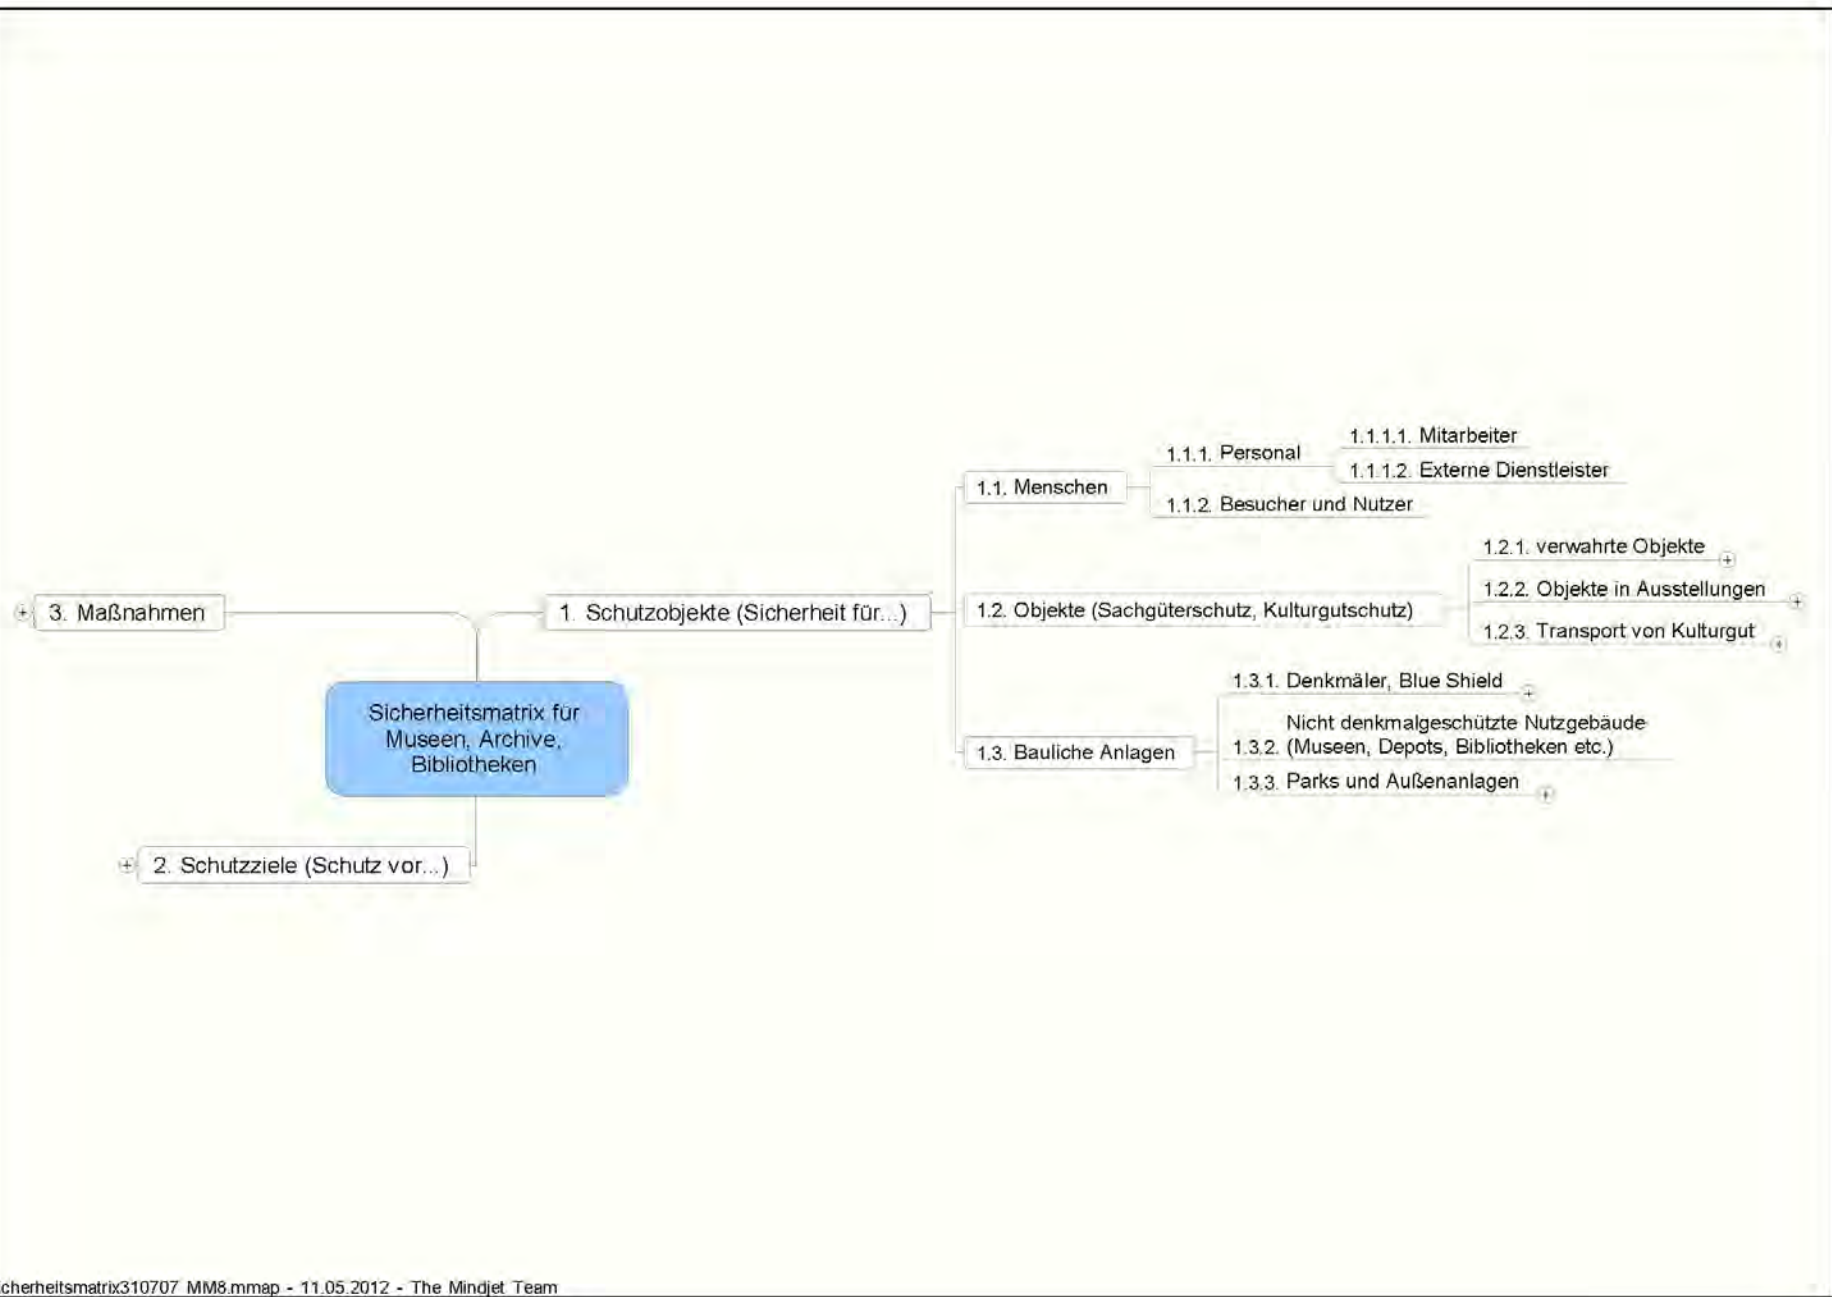 1.1.1.1. Mitarbeiter
1.1.1. Personal
1.1.1.2. Externe Dienstleister
1.1. Menschen
1.1.2. Besucher und Nutzer
1.2.1. verwahrte Objekte
1.2.2. Objekte in Ausstellungen
3. Maßnahmen
1. Schutzobjekte (Sicherheit für...)
1.2. Objekte (Sachgüterschutz, Kulturgutschutz)
1.2.3. Transport von Kulturgut
1.3.1. Denkmäler, Blue Shield
Sicherheitsmatrix für
Museen, Archive,
Bibliotheken
Nicht denkmalgeschützte Nutzgebäude
1.3.2. (Museen, Depots, Bibliotheken etc.)
1.3. Bauliche Anlagen
1.3.3. Parks und Außenanlagen
2. Schutzziele (Schutz vor...)
cherheitsmatrix310707 MM8.mmap - 11.05.2012 - The Mindjet Team